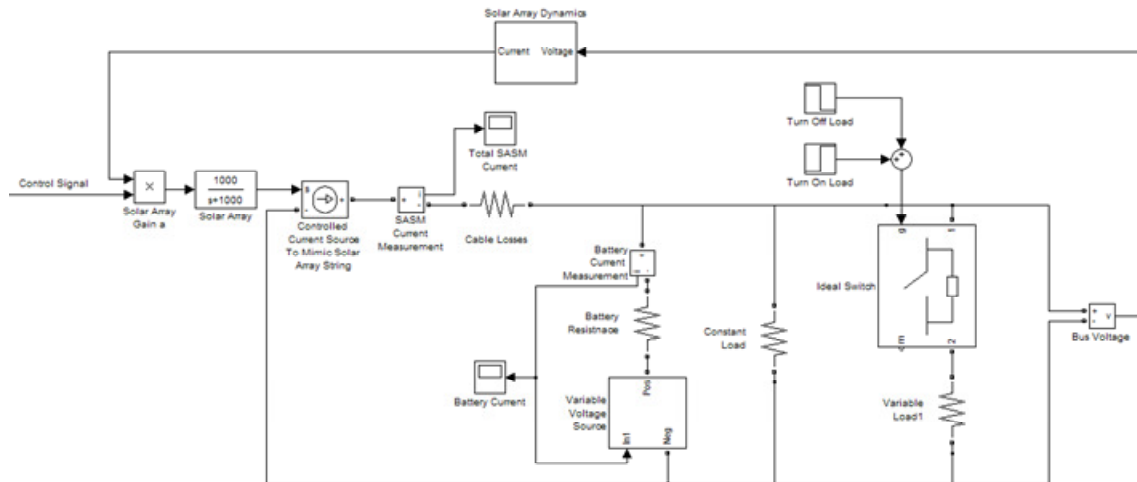 Solar Array Dynamics
Current
Voltage
Turn Off Load
Total SASM
Current
Turn On Load
Control Signal
×
Solar Array
Gain a
1000
s+1000
Solar Array
s
-
+
Controlled
Current Source
To Mimic Solar
Array String
+
i
-
SASM
Current
Measurement
Cable Losses
Battery
Current
Measurement
+
i
-
Battery
Resistnace
Constant
Load
g
1
Ideal Switch
m
2
+
-
v
Bus Voltage
Battery Current
Variable
Voltage
Source
Pos
In1
Neg
Variable
Load1